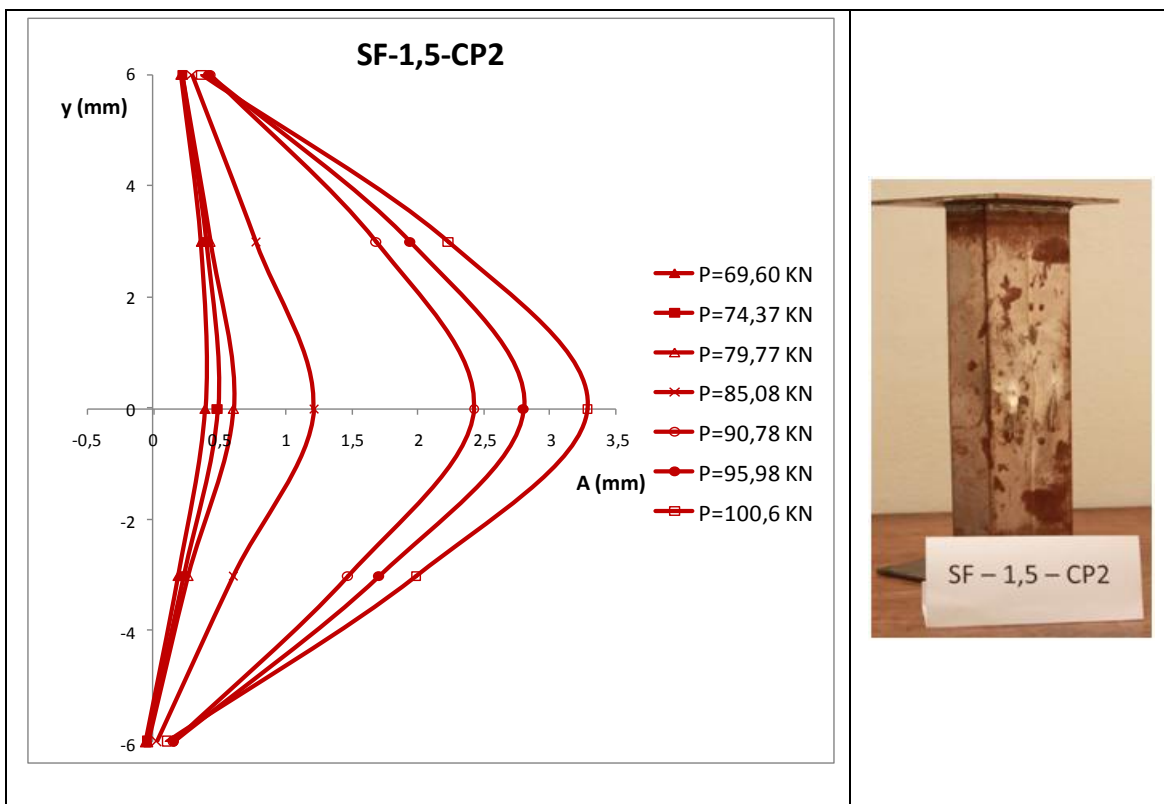 SF-1,5-CP2
y (mm)
6
4
2
0
-2
-4
-6
-0,5
0
0,5
1
1,5
2
2,5
3
3,5
A (mm)
P=69,60 KN
P=74,37 KN
P=79,77 KN
P=85,08 KN
P=90,78 KN
P=95,98 KN
P=100,6 KN
SF – 1,5 – CP2